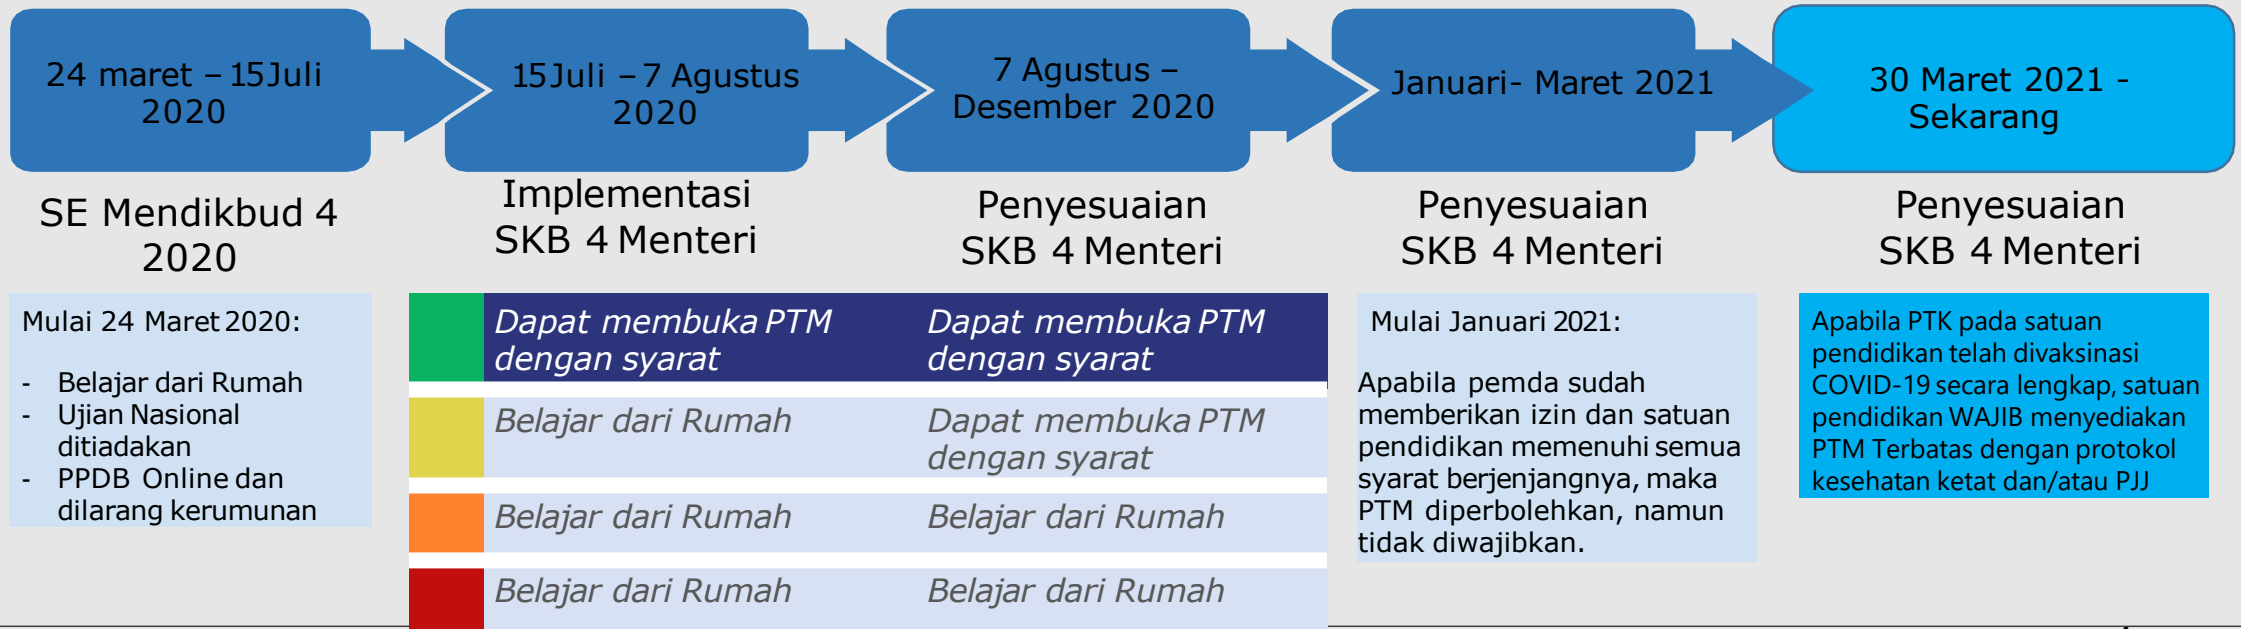 24 maret – 15Juli
2020
15Juli – 7 Agustus
2020
7 Agustus –
Desember 2020
Januari- Maret 2021
30 Maret 2021 -
Sekarang
SE Mendikbud 4
2020
Implementasi
SKB 4 Menteri
Penyesuaian
SKB 4 Menteri
Penyesuaian
SKB 4 Menteri
Penyesuaian
SKB 4 Menteri
Mulai 24 Maret 2020:
- Belajar dari Rumah
- Ujian Nasional
ditiadakan
- PPDB Online dan
dilarang kerumunan
Dapat membuka PTM
dengan syarat
Dapat membuka PTM
dengan syarat
Belajar dari Rumah
Dapat membuka PTM
dengan syarat
Belajar dari Rumah
Belajar dari Rumah
Belajar dari Rumah
Belajar dari Rumah
Mulai Januari 2021:
Apabila pemda sudah
memberikan izin dan satuan
pendidikan memenuhi semua
syarat berjenjangnya, maka
PTM diperbolehkan, namun
tidak diwajibkan.
Apabila PTK pada satuan
pendidikan telah divaksinasi
COVID-19 secara lengkap, satuan
pendidikan WAJIB menyediakan
PTM Terbatas dengan protokol
kesehatan ketat dan/atau PJJ